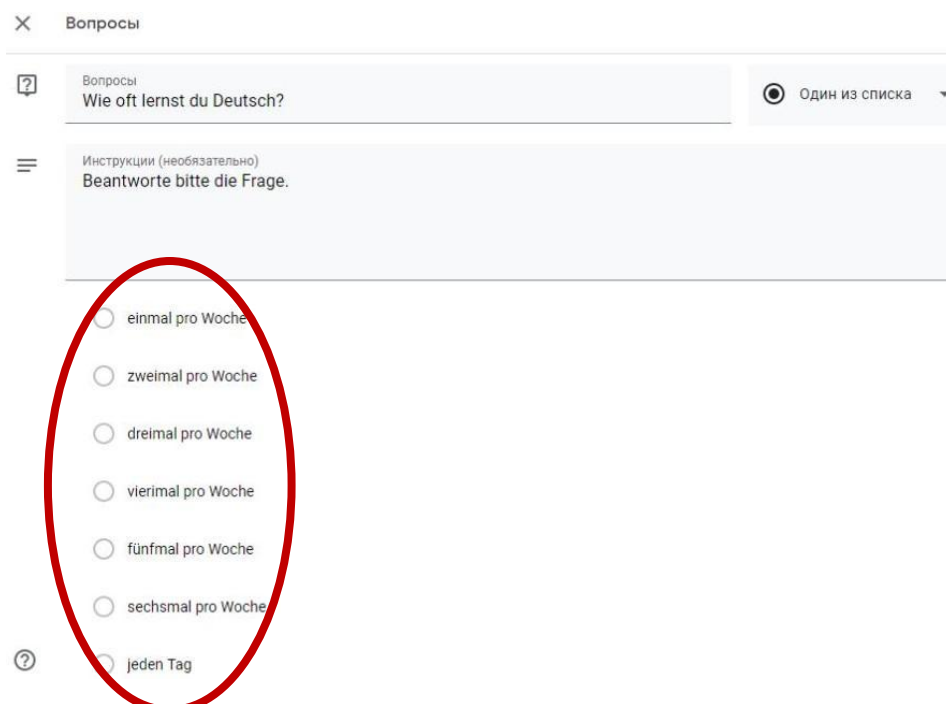 Вопросы
Вопросы
Wie oft lernst du Deutsch?
Один из списка
Инструкции (необязательно)
Beantworte bitte die Frage.
einmal pro Woche
zweimal pro Woche
dreimal pro Woche
vierimal pro Woche
fünfmal pro Woche
sechsmal pro Woche
jeden Tag